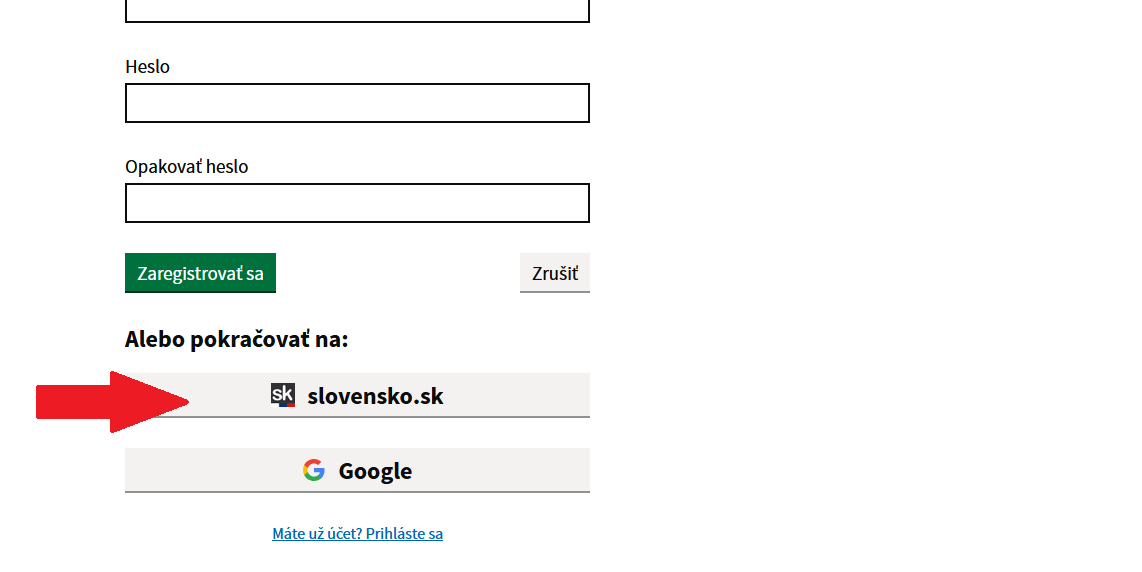 Heslo
Opakovať heslo
Zaregistrovať sa
Zrušiť
Alebo pokračovať na:
sk slovensko.sk
Google
Máte už účet? Prihláste sa